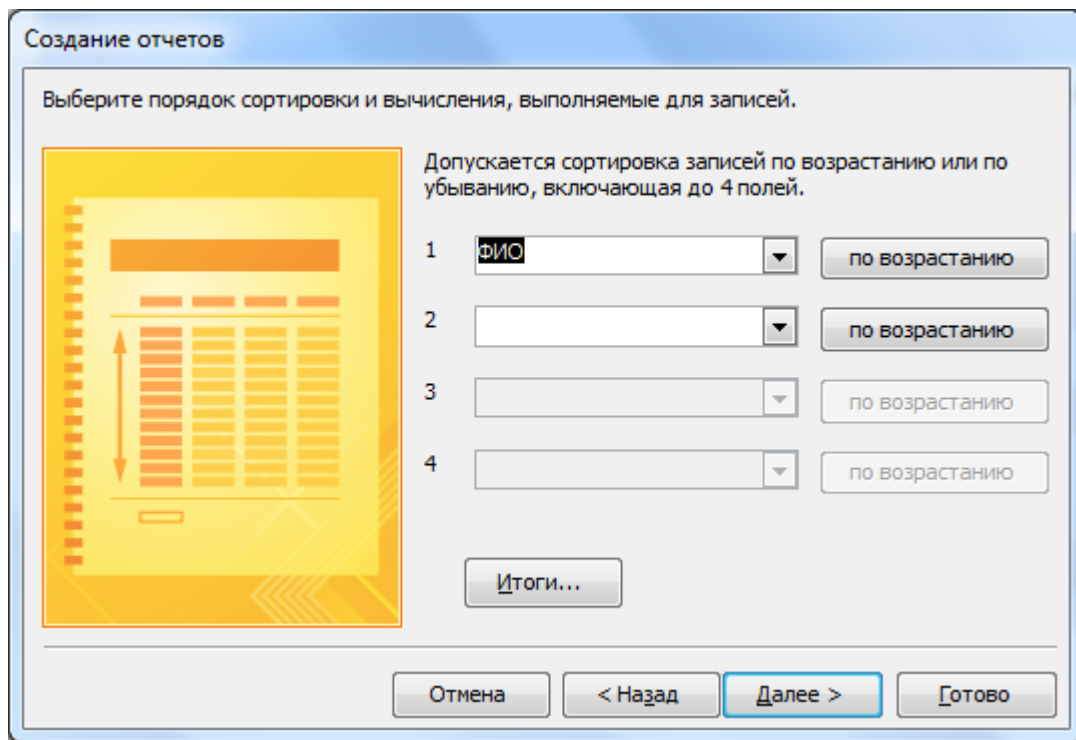 Создание отчетов
Выберите порядок сортировки и вычисления, выполняемые для записей.
Допускается сортировка записей по возрастанию или по
убыванию, включающая до 4 полей.
1 ФИО по возрастанию
2 по возрастанию
3 по возрастанию
4 по возрастанию
Итоги...
Отмена < Назад Далее > Готово